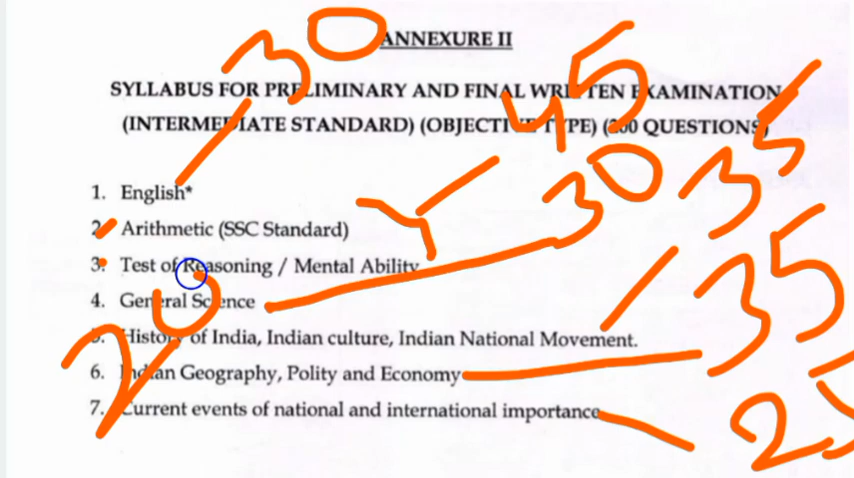 ANNEXURE II
SYLLABUS FOR PRELIMINARY AND FINAL WRITTEN EXAMINATION
(INTERMEDIATE STANDARD) (OBJECTIVE TYPE) (200 QUESTIONS)
1. English* 30
2. Arithmetic (SSC Standard)
3. Test of Reasoning / Mental Ability 45
4. General Science 30
5. History of India, Indian culture, Indian National Movement. 35
6. Indian Geography, Polity and Economy 35
7. Current events of national and international importance 25
20